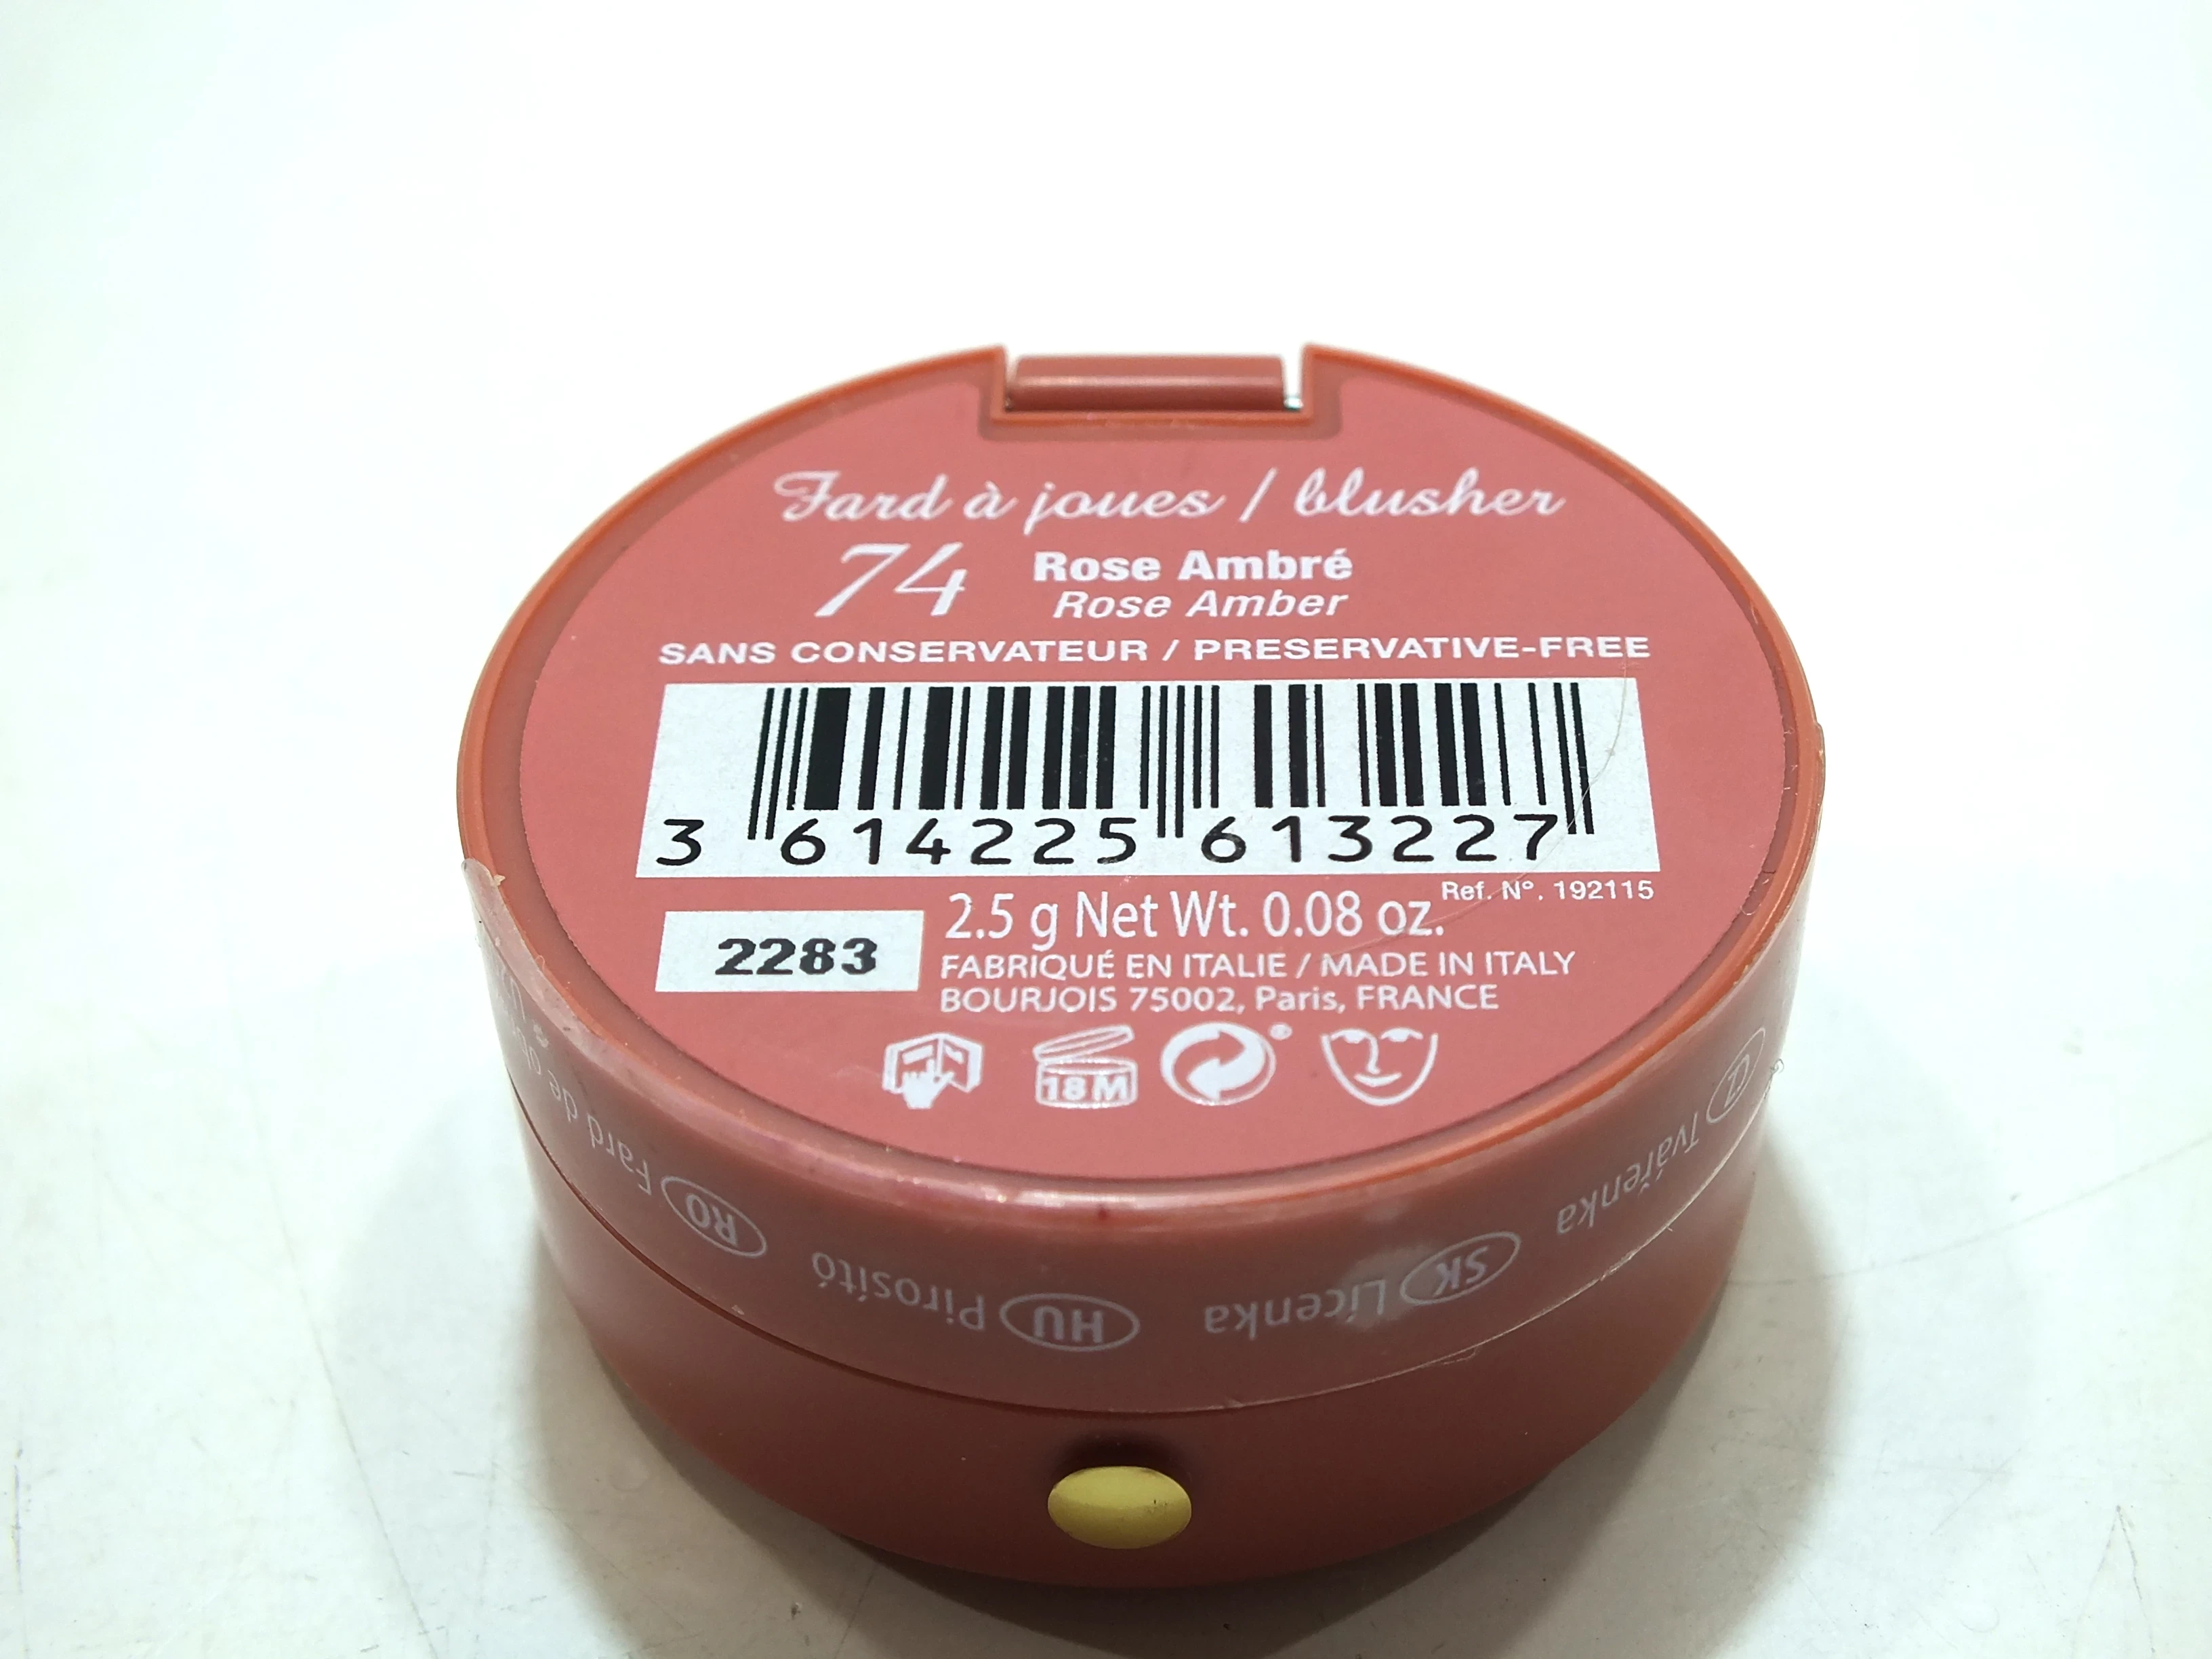 Fard à joues / blusher
74 Rose Ambré
Rose Amber
SANS CONSERVATEUR / PRESERVATIVE-FREE
3 614225 613227
Ref. Nº. 192115
2.5 g Net Wt. 0.08 oz.
2283
FABRIQUÉ EN ITALIE / MADE IN ITALY
BOURJOIS 75002, Paris, FRANCE
18M
CZ Tvářenka SK Lícenka HU Pirosító RO Fard de